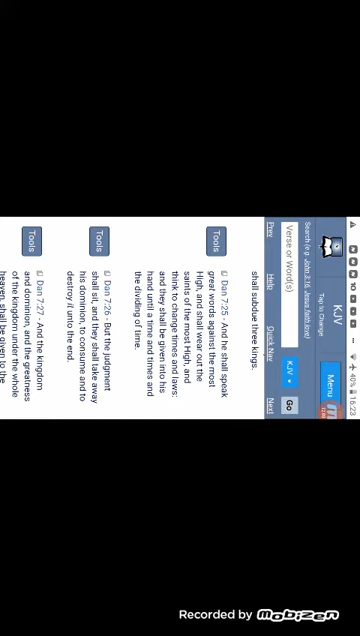 40% 16:23
KJV
Tap to Change
Menu
Search (e.g. John 3:16, Jesus faith love)
Verse or Word(s)
KJV
Go
Prev
Help
Quick Nav
Next
shall subdue three kings.
Tools
Dan 7:25 - And he shall speak
great words against the most
High, and shall wear out the
saints of the most High, and
think to change times and laws:
and they shall be given into his
hand until a time and times and
the dividing of time.
Tools
Dan 7:26 - But the judgment
shall sit, and they shall take away
his dominion, to consume and to
destroy it unto the end.
Tools
Dan 7:27 - And the kingdom
and dominion, and the greatness
of the kingdom under the whole
heaven, shall be given to the
Recorded by Mobizen